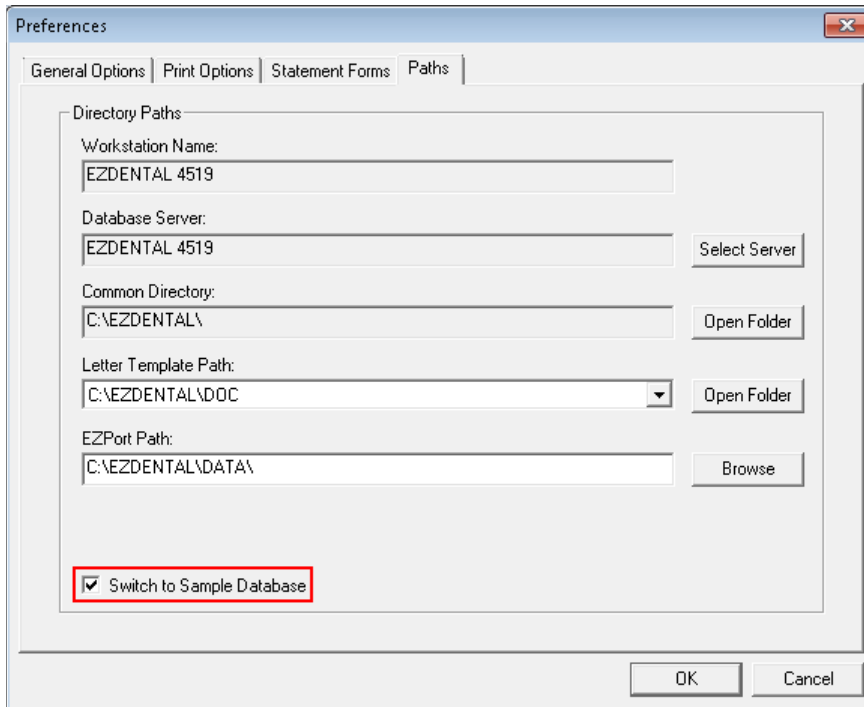 Preferences
General Options Print Options Statement Forms Paths
Directory Paths
Workstation Name:
EZDENTAL 4519
Database Server:
EZDENTAL 4519 Select Server
Common Directory:
C:\EZDENTAL\ Open Folder
Letter Template Path:
C:\EZDENTAL\DOC Open Folder
EZPort Path:
C:\EZDENTAL\DATA\ Browse
Switch to Sample Database
OK Cancel